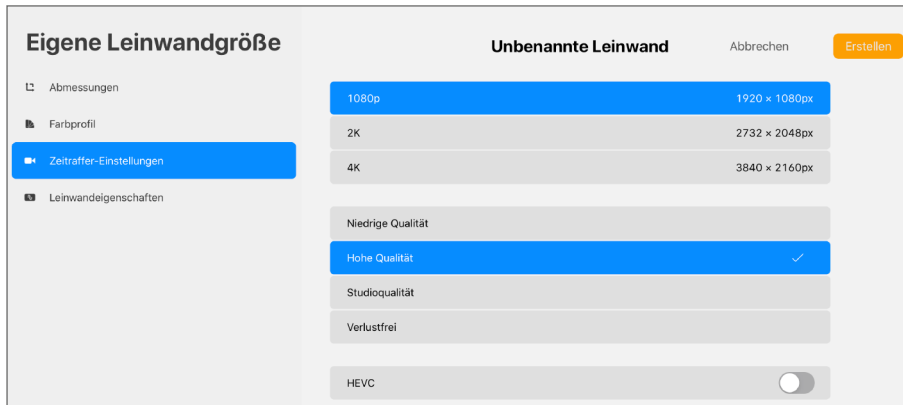 Eigene Leinwandgröße
Abmessungen
Farbprofil
Zeitraffer-Einstellungen
Leinwandeigenschaften
Unbenannte Leinwand Abbrechen Erstellen
1080p 1920 × 1080px
2K 2732 × 2048px
4K 3840 × 2160px
Niedrige Qualität
Hohe Qualität
Studioqualität
Verlustfrei
HEVC